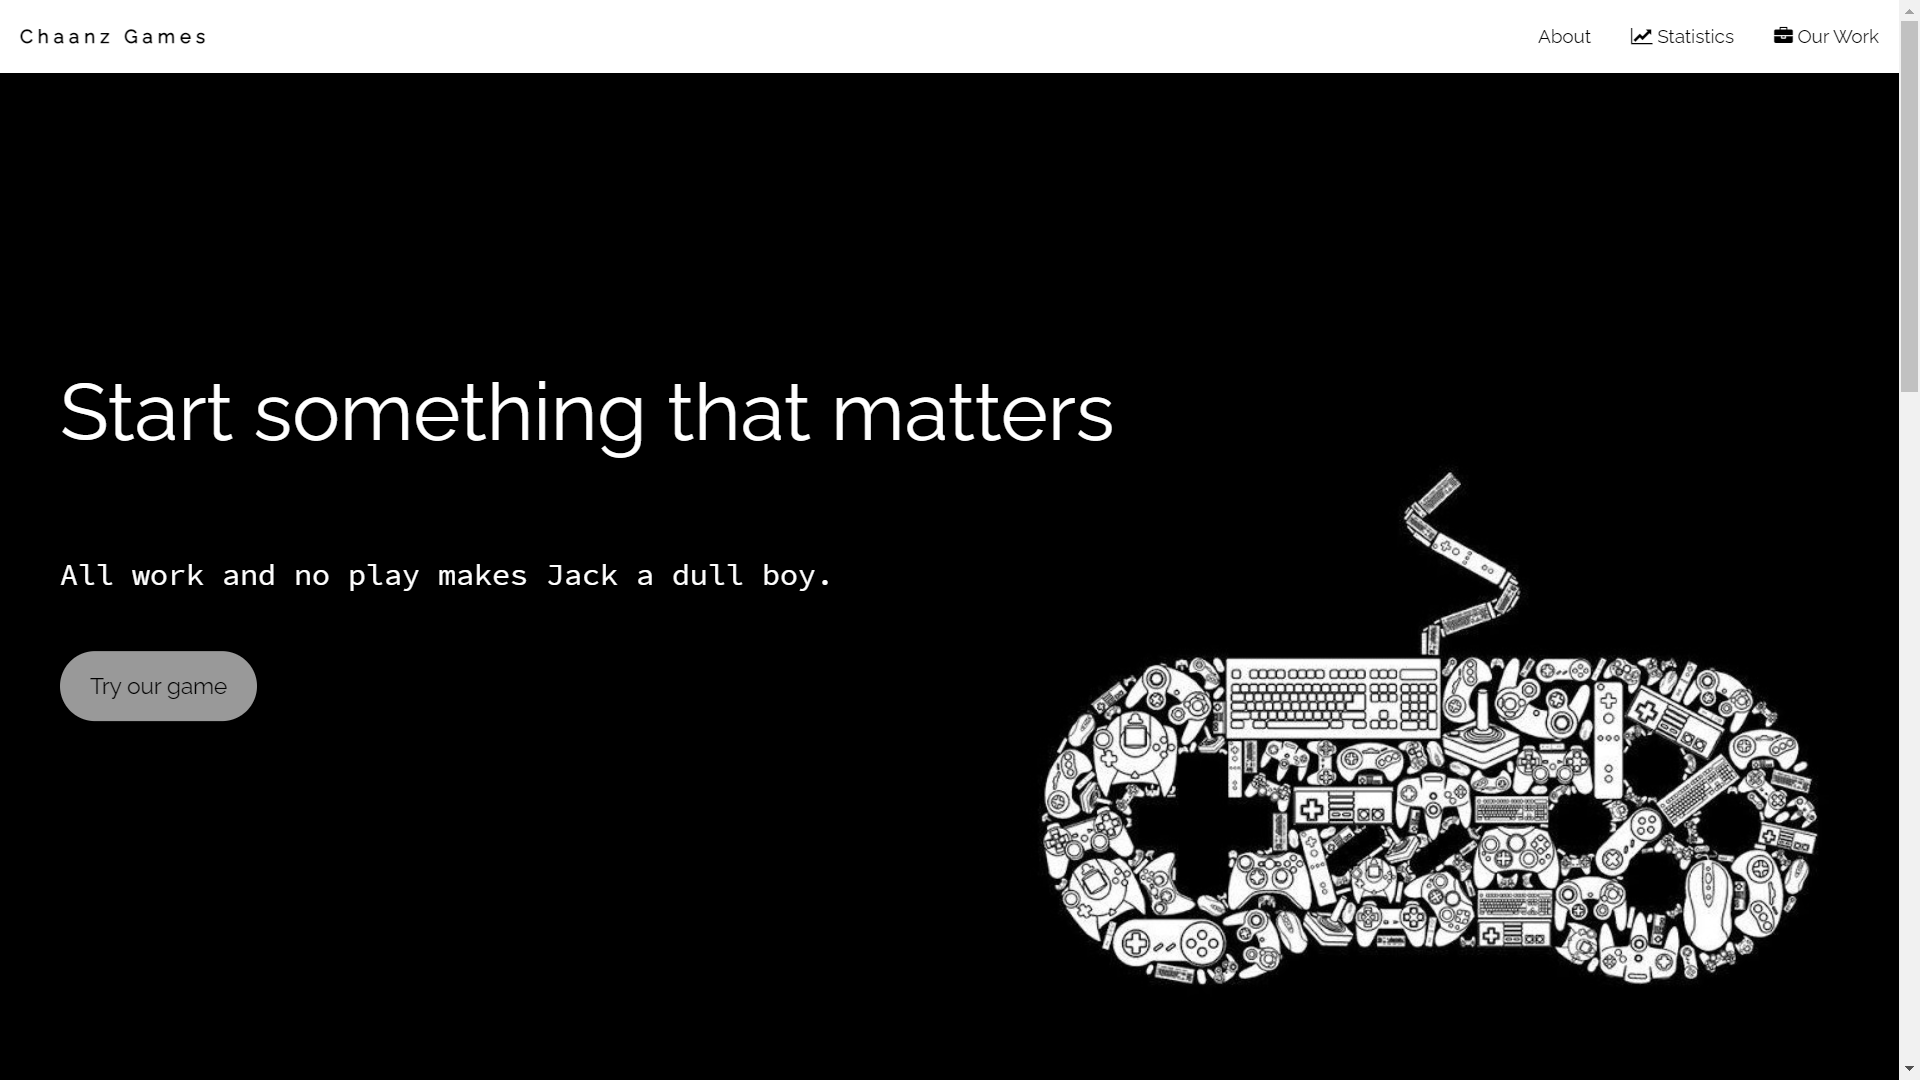 Chaanz Games
About
Statistics
Our Work
Start something that matters
All work and no play makes Jack a dull boy.
Try our game